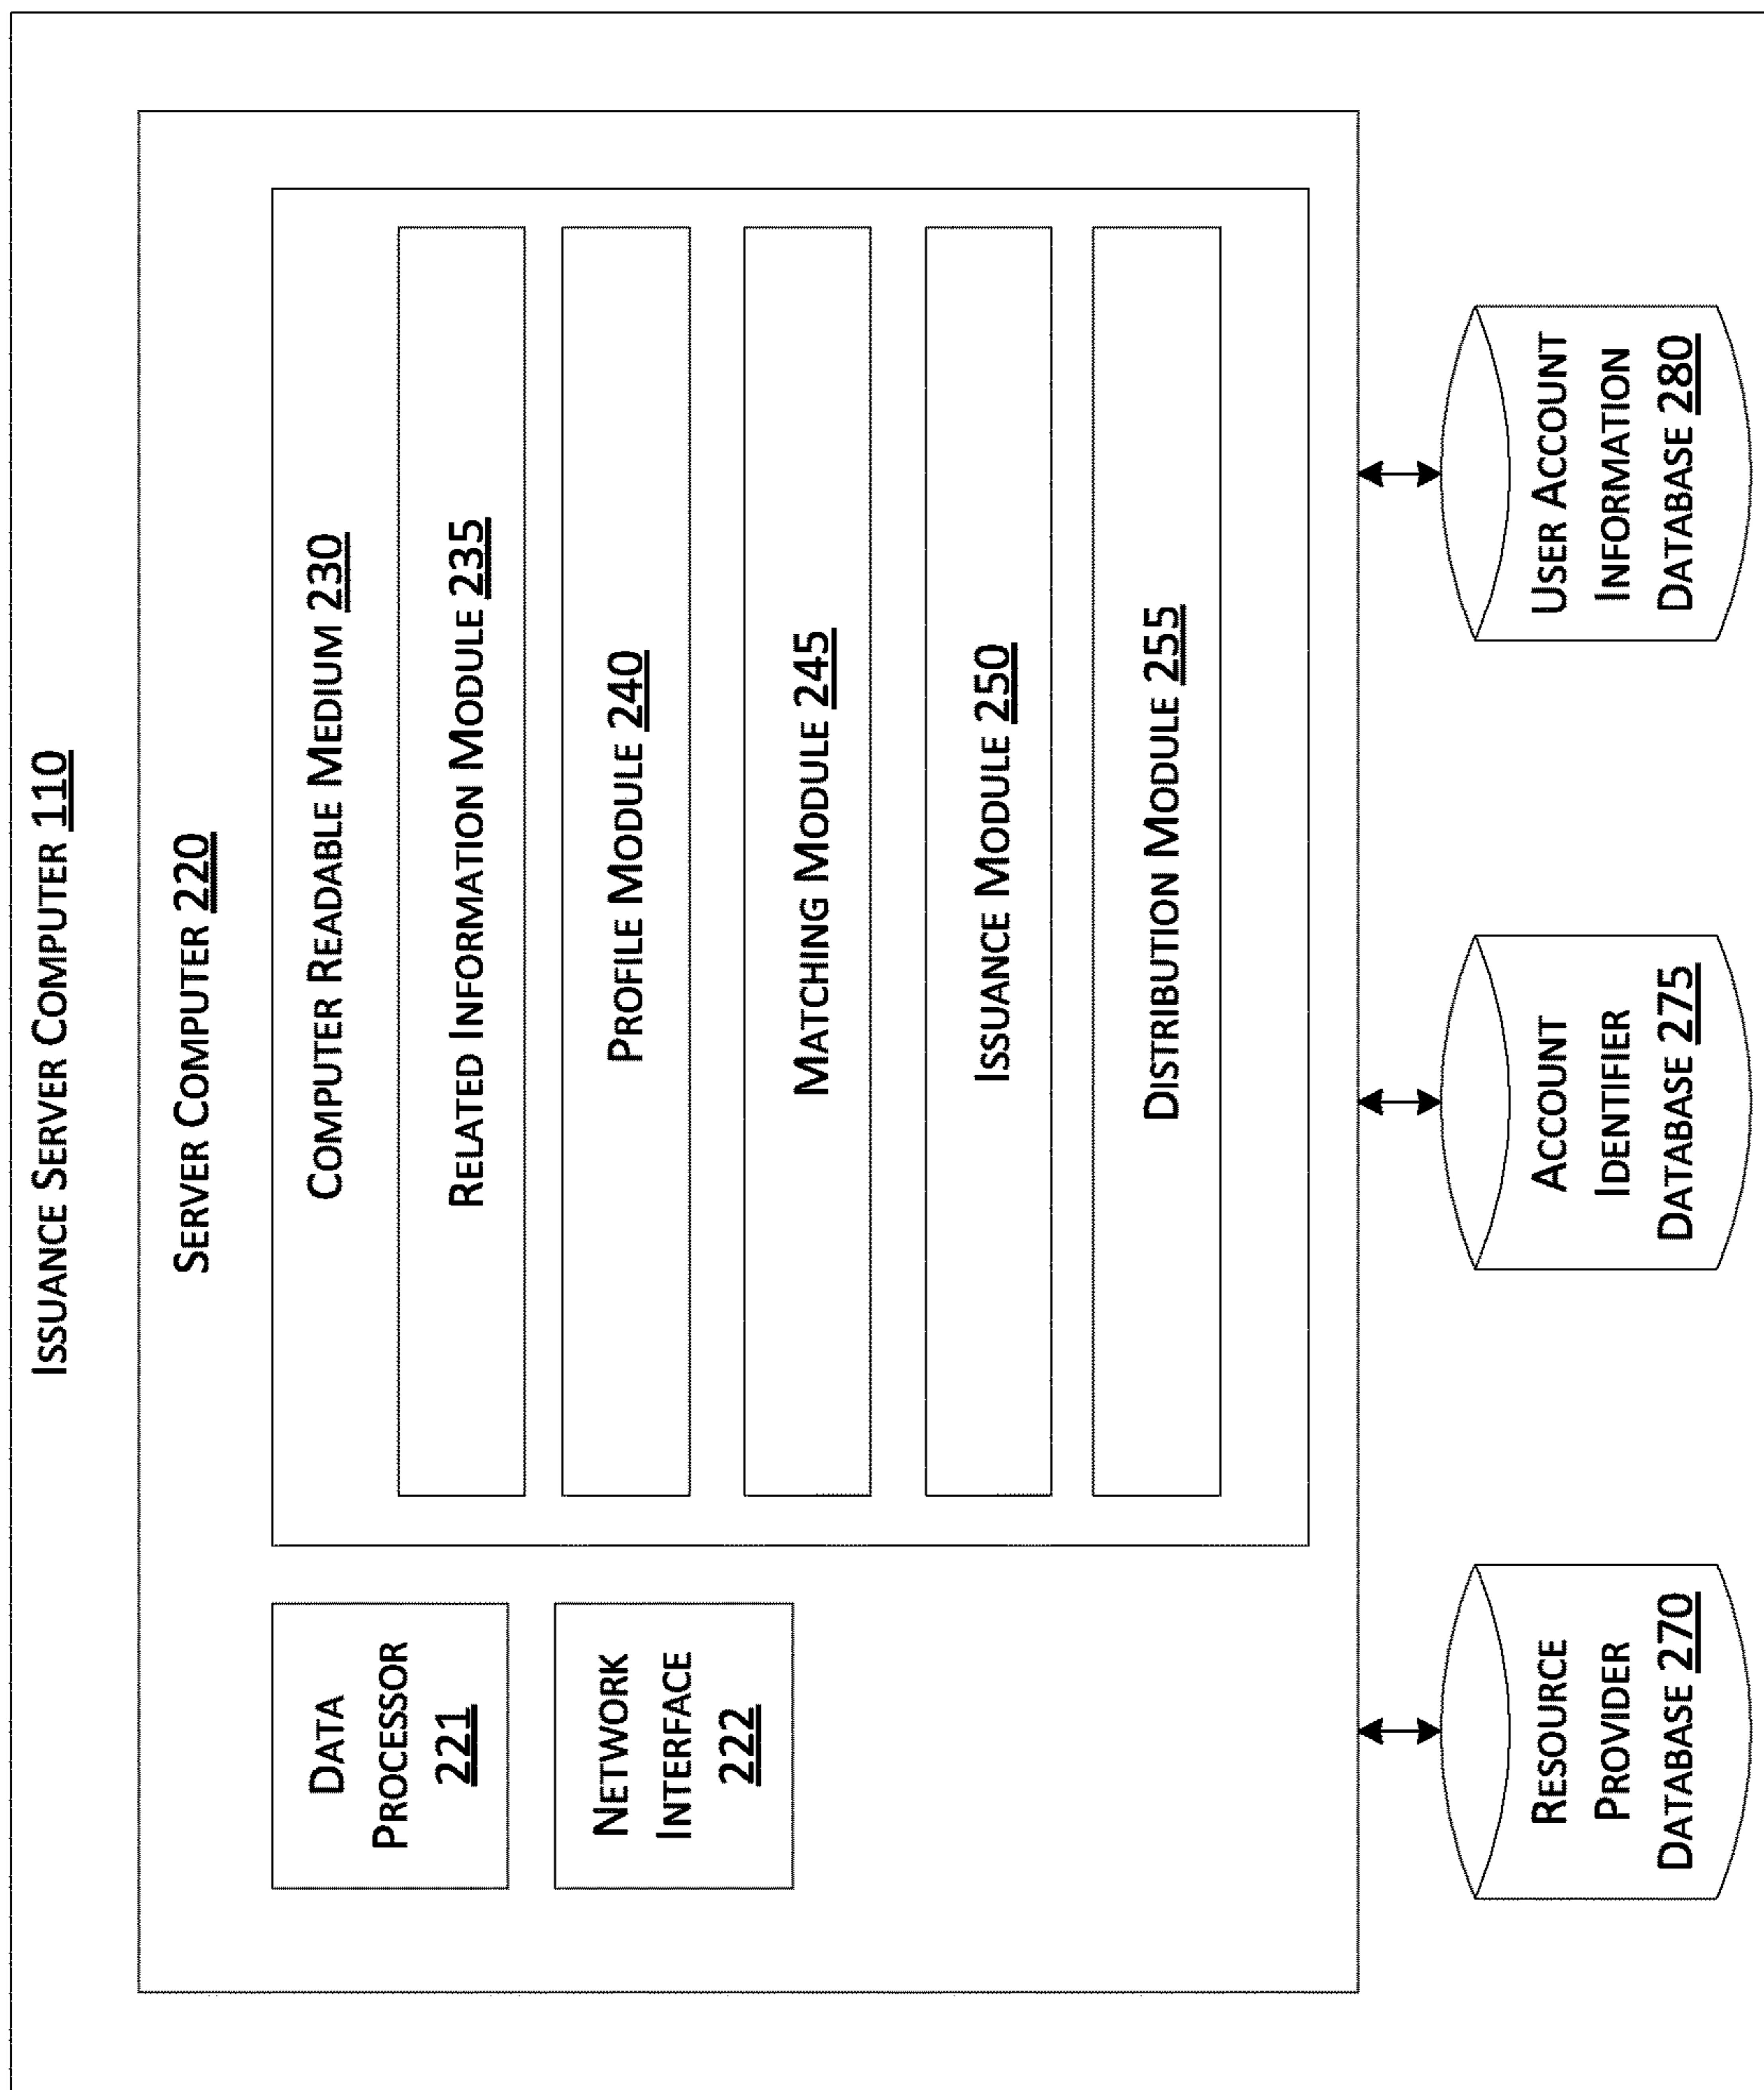 ISSUANCE SERVER COMPUTER 110
SERVER COMPUTER 220
DATA
PROCESSOR
221
NETWORK
INTERFACE
222
COMPUTER READABLE MEDIUM 230
RELATED INFORMATION MODULE 235
PROFILE MODULE 240
MATCHING MODULE 245
ISSUANCE MODULE 250
DISTRIBUTION MODULE 255
RESOURCE
PROVIDER
DATABASE 270
ACCOUNT
IDENTIFIER
DATABASE 275
USER ACCOUNT
INFORMATION
DATABASE 280